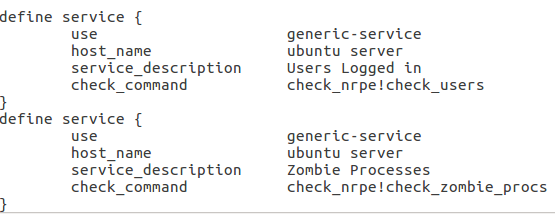 define service {
        use                     generic-service
        host_name               ubuntu server
        service_description     Users Logged in
        check_command           check_nrpe!check_users
}
define service {
        use                     generic-service
        host_name               ubuntu server
        service_description     Zombie Processes
        check_command           check_nrpe!check_zombie_procs
}